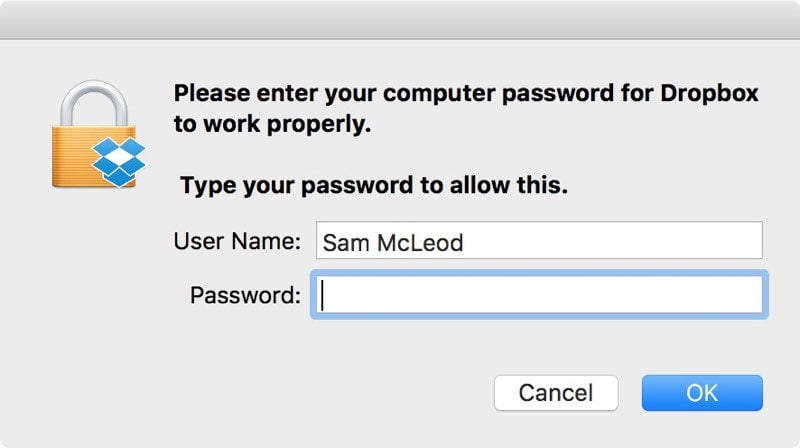 Please enter your computer password for Dropbox
to work properly.
Type your password to allow this.
User Name: Sam McLeod
Password:
Cancel OK